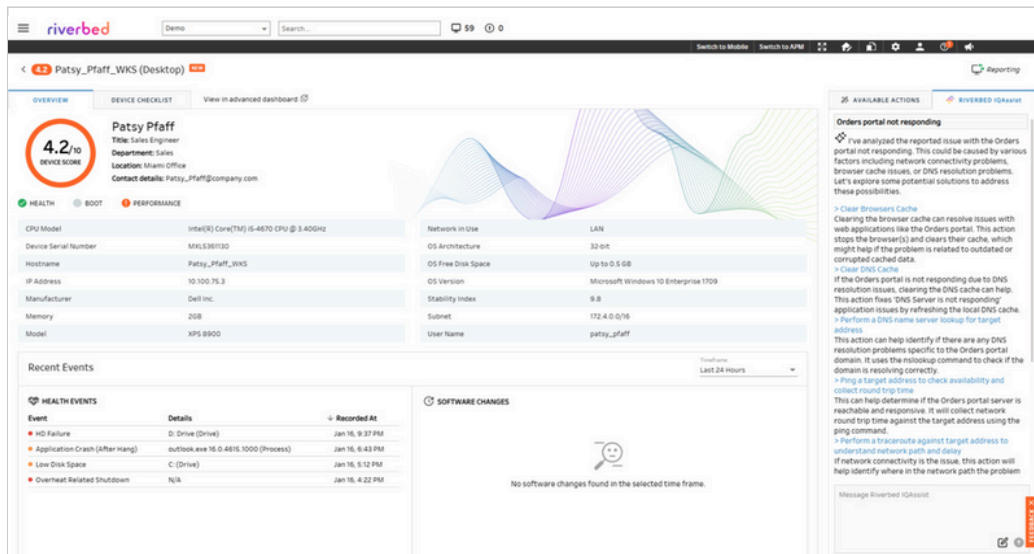 riverbed
Demo
Search...
59
0
Switch to Mobile
Switch to APM
4.2
Patsy_Pfaff_WKS (Desktop)
NEW
Reporting
OVERVIEW
DEVICE CHECKLIST
View in advanced dashboard
4.2/10
DEVICE SCORE
Patsy Pfaff
Title: Sales Engineer
Department: Sales
Location: Miami Office
Contact details: Patsy_Pfaff@company.com
HEALTH
BOOT
PERFORMANCE
CPU Model Intel(R) Core(TM) i5-4670 CPU @ 3.40GHz
Device Serial Number MXLS361130
Hostname Patsy_Pfaff_WKS
IP Address 10.100.75.3
Manufacturer Dell Inc.
Memory 2GB
Model XPS 8900
Network in Use LAN
OS Architecture 32-bit
OS Free Disk Space Up to 0.5 GB
OS Version Microsoft Windows 10 Enterprise 1709
Stability Index 9.8
Subnet 172.4.0.0/16
User Name patsy_pfaff
Recent Events
Timeframe
Last 24 Hours
HEALTH EVENTS
Event Details Recorded At
HD Failure D: Drive (Drive) Jan 16, 9:37 PM
Application Crash (After Hang) outlook.exe 16.0.4615.1000 (Process) Jan 16, 6:43 PM
Low Disk Space C: (Drive) Jan 16, 5:12 PM
Overheat Related Shutdown N/A Jan 16, 4:22 PM
SOFTWARE CHANGES
No software changes found in the selected time frame.
AVAILABLE ACTIONS
RIVERBED IQAssist
Orders portal not responding
I've analyzed the reported issue with the Orders
portal not responding. This could be caused by various
factors including network connectivity problems,
browser cache issues, or DNS resolution problems.
Let's explore some potential solutions to address
these possibilities.
> Clear Browsers Cache
Clearing the browser cache can resolve issues with
web applications like the Orders portal. This action
stops the browser(s) and clears their cache, which
might help if the problem is related to outdated or
corrupted cached data.
> Clear DNS Cache
If the Orders portal is not responding due to DNS
resolution issues, clearing the DNS cache can help.
This action fixes 'DNS Server is not responding'
application issues by refreshing the local DNS cache.
> Perform a DNS name server lookup for target
address
This action can help identify if there are any DNS
resolution problems specific to the Orders portal
domain. It uses the nslookup command to check if the
domain is resolving correctly.
> Ping a target address to check availability and
collect round trip time
This can help determine if the Orders portal server is
reachable and responsive. It will collect network
round trip time against the target address using the
ping command.
> Perform a traceroute against target address to
understand network path and delay
If network connectivity is the issue, this action will
help identify where in the network path the problem
Message Riverbed IQAssist